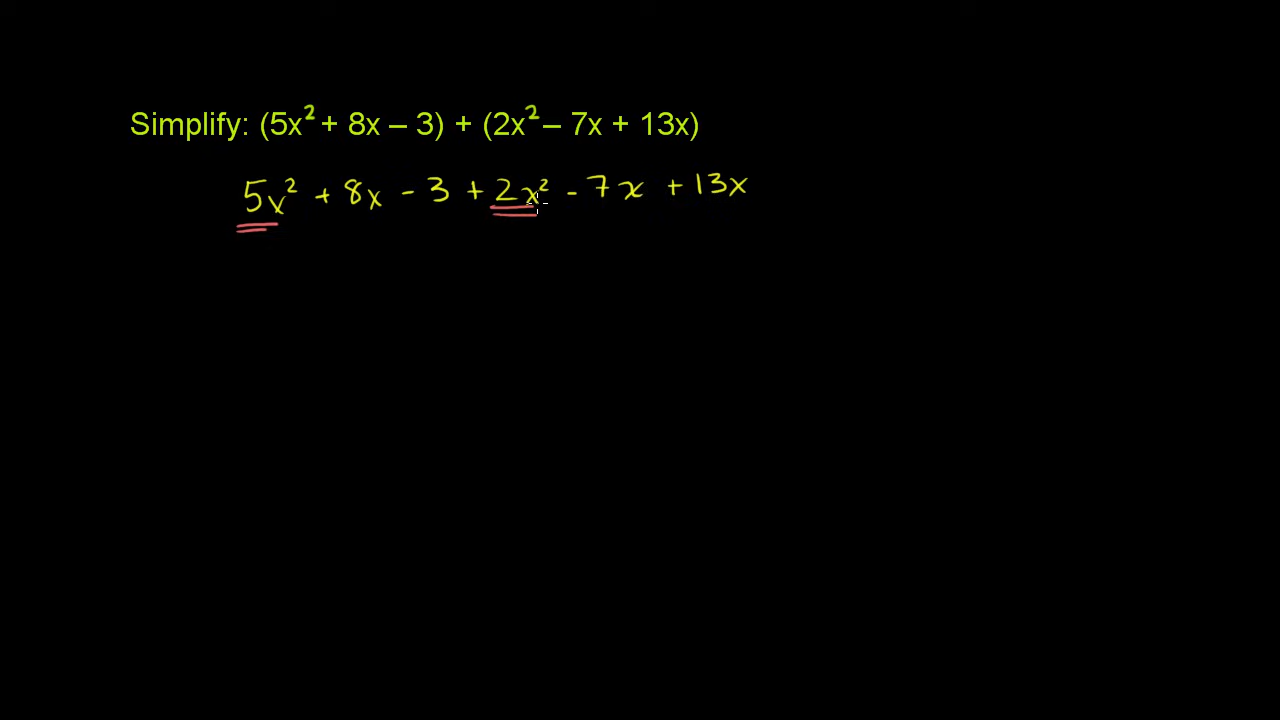 Simplify: (5x² + 8x – 3) + (2x² – 7x + 13x)
5x² + 8x - 3 + 2x² - 7x + 13x